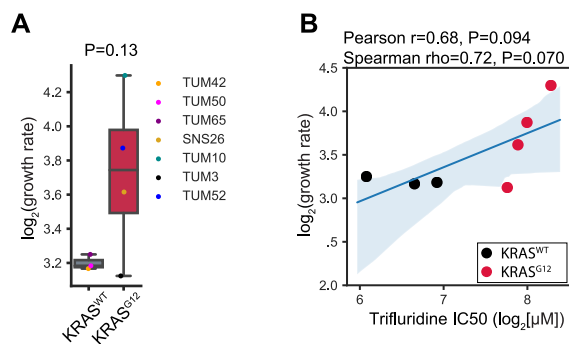 A
P=0.13
log2(growth rate)
4.2
4.0
3.8
3.6
3.4
3.2
KRASWT
KRASG12
TUM42
TUM50
TUM65
SNS26
TUM10
TUM3
TUM52
B
Pearson r=0.68, P=0.094
Spearman rho=0.72, P=0.070
log2(growth rate)
4.5
4.0
3.5
3.0
.5
2.0
6
7
8
KRASWT
KRASG12
Trifluridine IC50 (log2[µM])